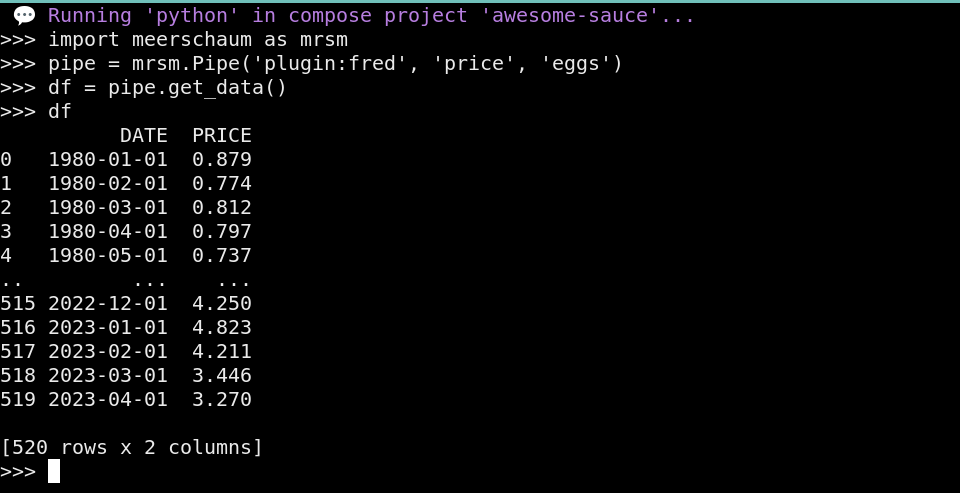 💬 Running 'python' in compose project 'awesome-sauce'...
>>> import meerschaum as mrsm
>>> pipe = mrsm.Pipe('plugin:fred', 'price', 'eggs')
>>> df = pipe.get_data()
>>> df
          DATE  PRICE
0   1980-01-01  0.879
1   1980-02-01  0.774
2   1980-03-01  0.812
3   1980-04-01  0.797
4   1980-05-01  0.737
..         ...    ...
515 2022-12-01  4.250
516 2023-01-01  4.823
517 2023-02-01  4.211
518 2023-03-01  3.446
519 2023-04-01  3.270

[520 rows x 2 columns]
>>>